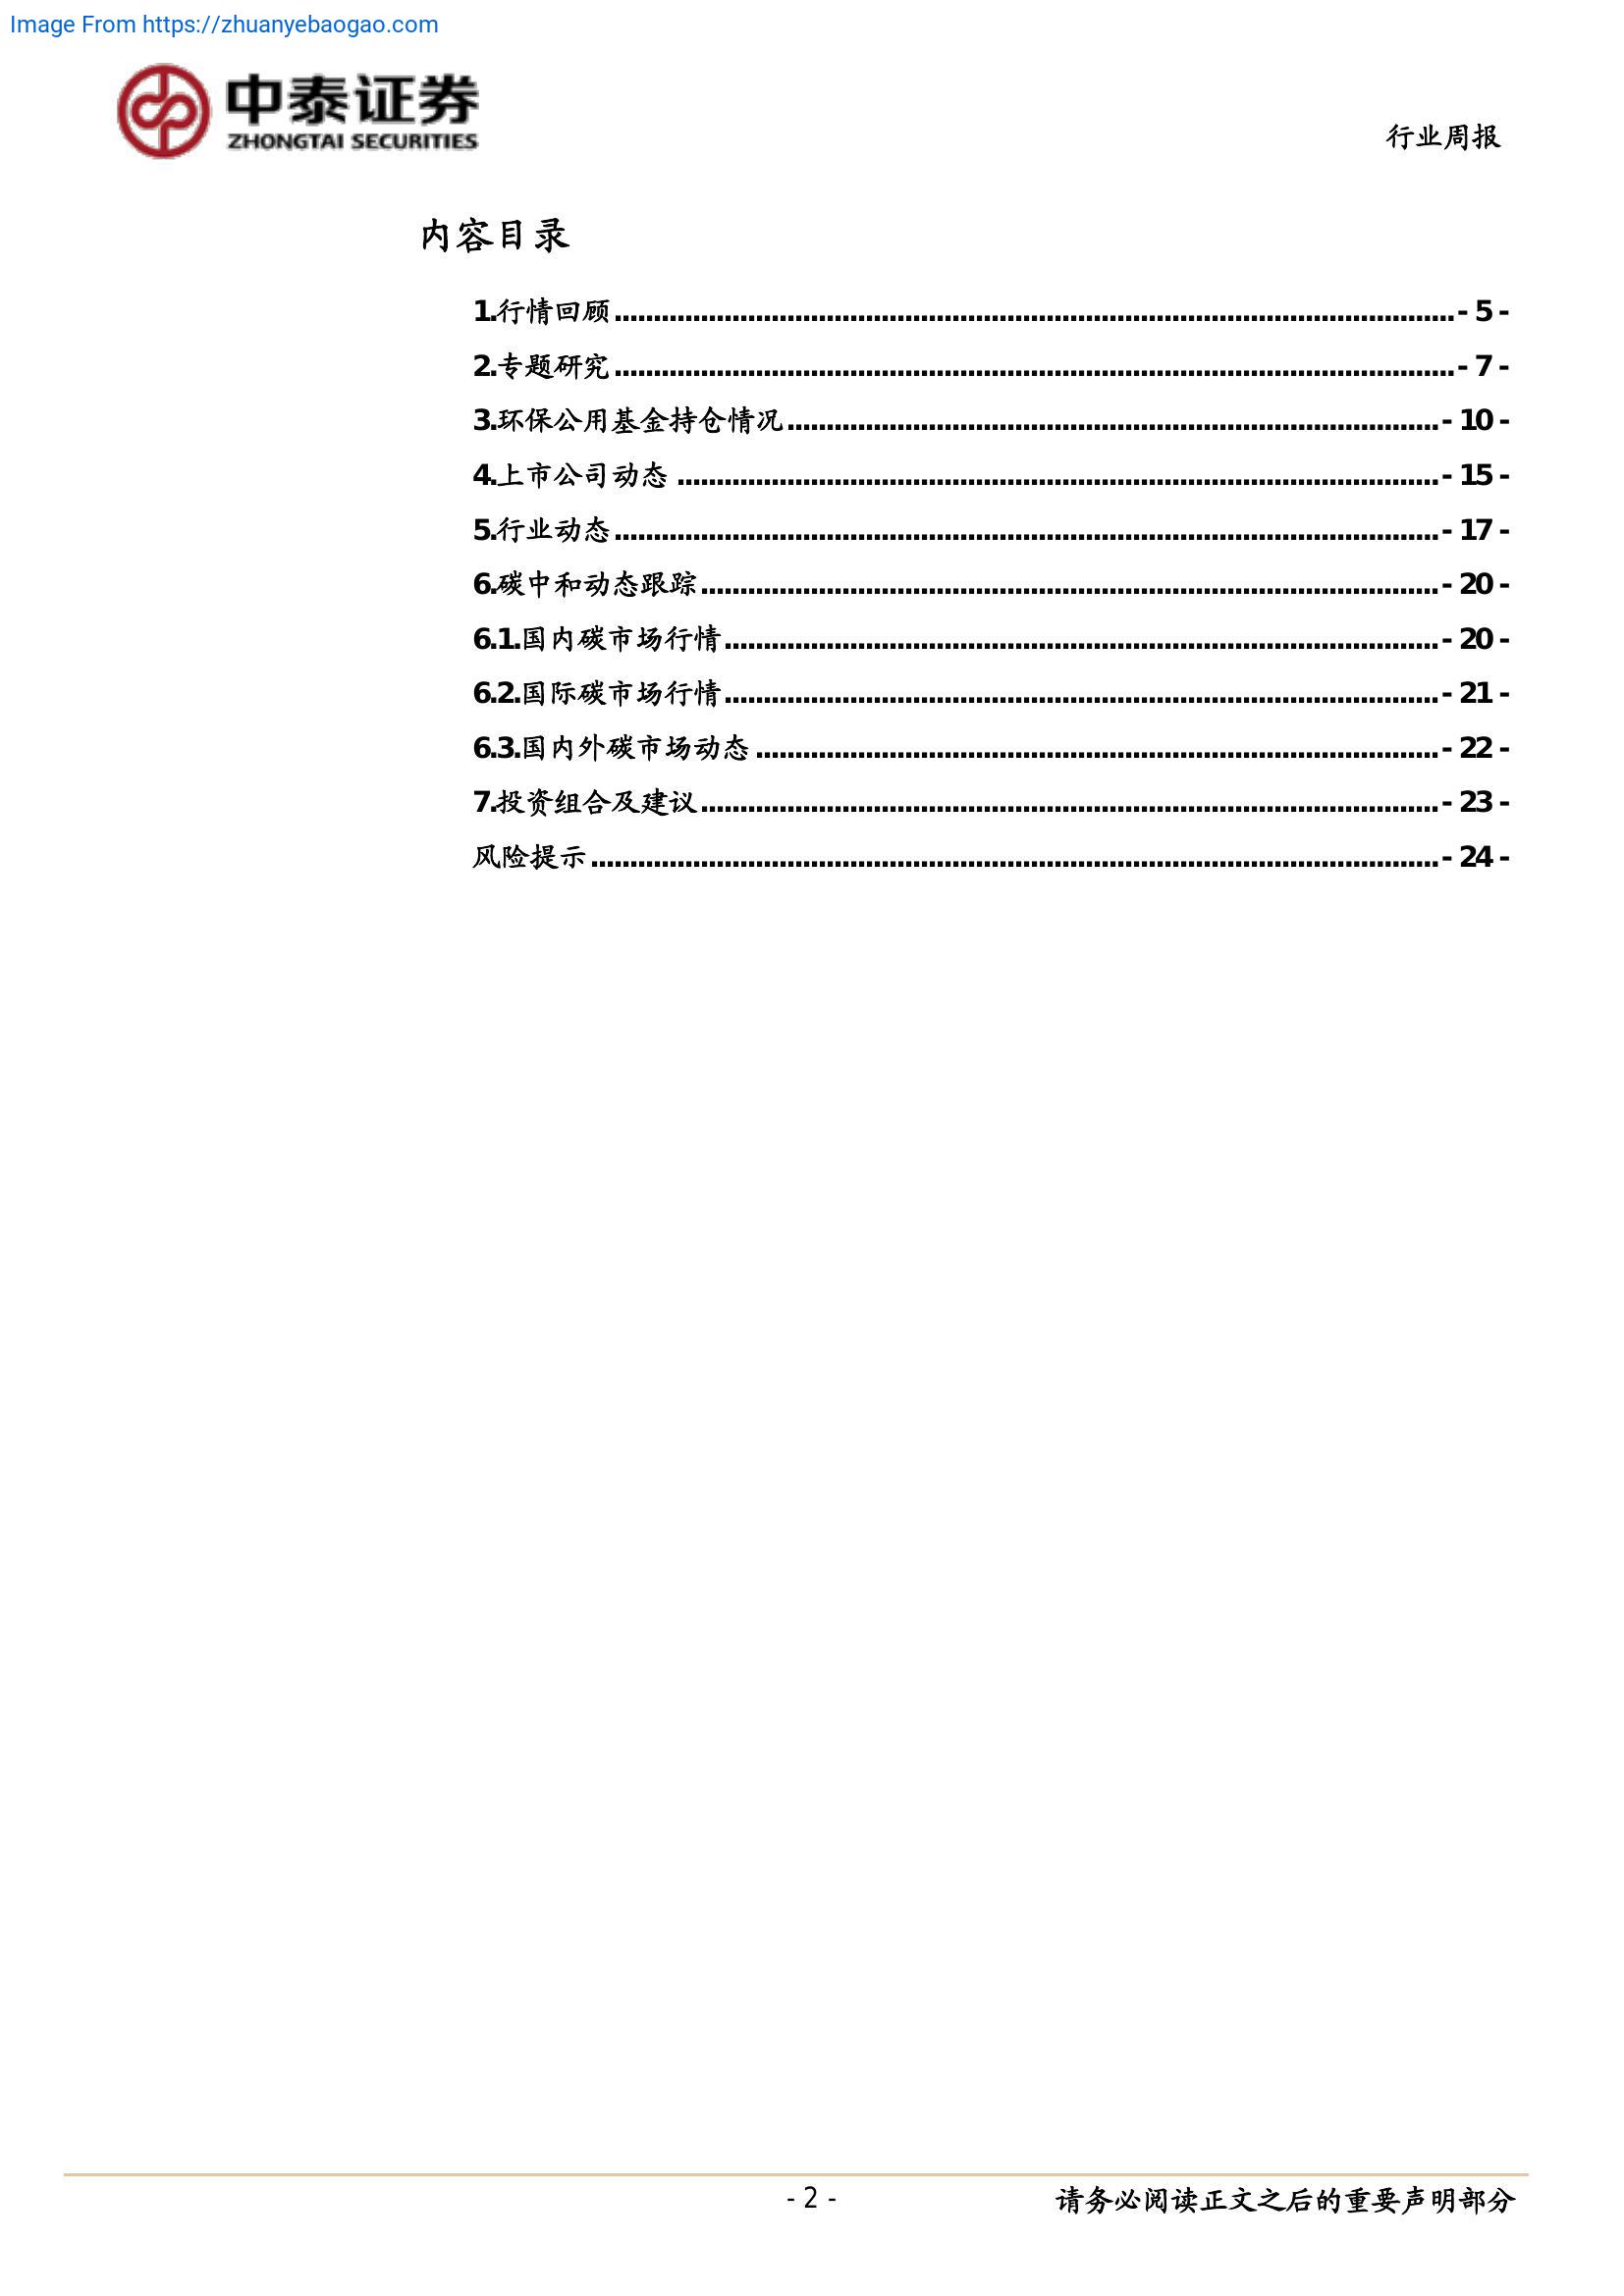 Image From https://zhuanyebaogao.com
中泰证券
ZHONGTAI SECURITIES
行业周报
内容目录
1.行情回顾 - 5 -
2.专题研究 - 7 -
3.环保公用基金持仓情况 - 10 -
4.上市公司动态 - 15 -
5.行业动态 - 17 -
6.碳中和动态跟踪 - 20 -
6.1.国内碳市场行情 - 20 -
6.2.国际碳市场行情 - 21 -
6.3.国内外碳市场动态 - 22 -
7.投资组合及建议 - 23 -
风险提示 - 24 -
- 2 -
请务必阅读正文之后的重要声明部分